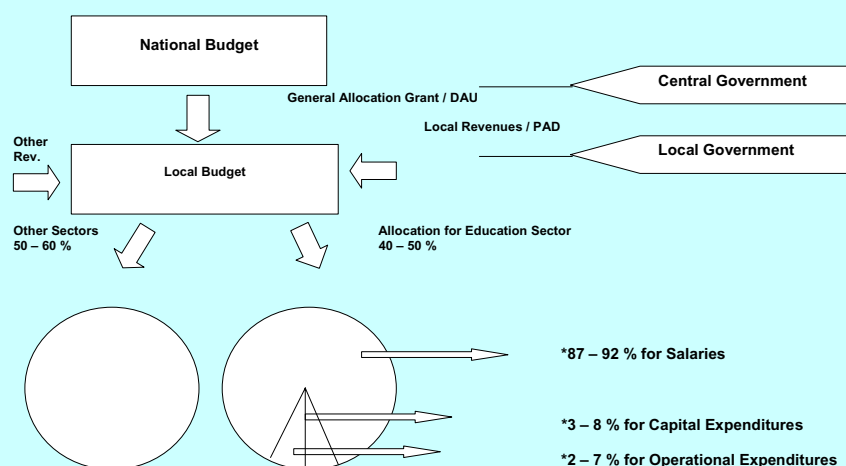 National Budget
Central Government
General Allocation Grant / DAU
Local Revenues / PAD
Other
Rev.
Local Budget
Local Government
Other Sectors
50 – 60 %
Allocation for Education Sector
40 – 50 %
*87 – 92 % for Salaries
*3 – 8 % for Capital Expenditures
*2 – 7 % for Operational Expenditures